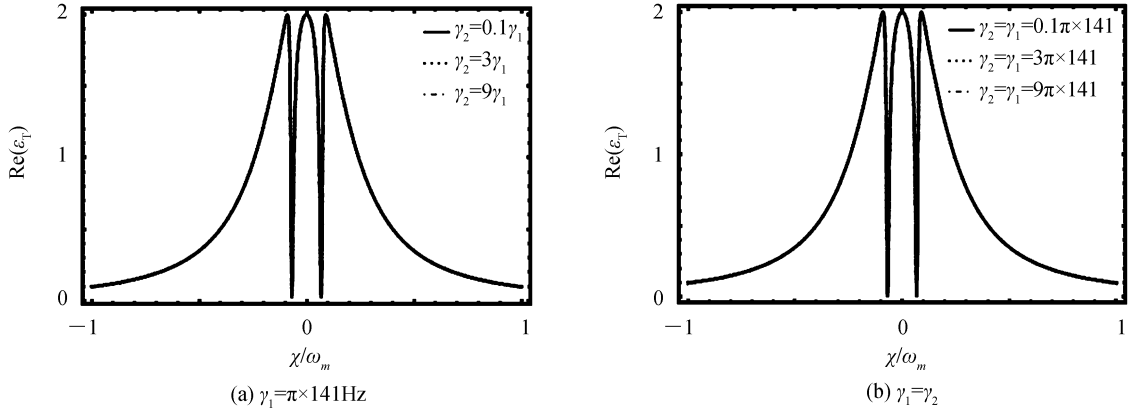 2
1
0
Re(ε_T)
γ₂=0.1γ₁
γ₂=3γ₁
γ₂=9γ₁
−1
0
1
χ/ω_m
(a) γ₁=π×141Hz
2
1
0
Re(ε_T)
γ₂=γ₁=0.1π×141
γ₂=γ₁=3π×141
γ₂=γ₁=9π×141
−1
0
1
χ/ω_m
(b) γ₁=γ₂